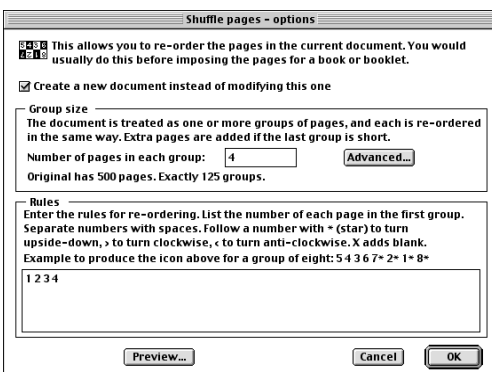 Shuffle pages - options
This allows you to re-order the pages in the current document. You would
usually do this before imposing the pages for a book or booklet.
Create a new document instead of modifying this one
Group size
The document is treated as one or more groups of pages, and each is re-ordered
in the same way. Extra pages are added if the last group is short.
Number of pages in each group: 4 Advanced...
Original has 500 pages. Exactly 125 groups.
Rules
Enter the rules for re-ordering. List the number of each page in the first group.
Separate numbers with spaces. Follow a number with * (star) to turn
upside-down, > to turn clockwise, < to turn anti-clockwise. X adds blank.
Example to produce the icon above for a group of eight: 5 4 3 6 7* 2* 1* 8*
1 2 3 4
Preview... Cancel OK